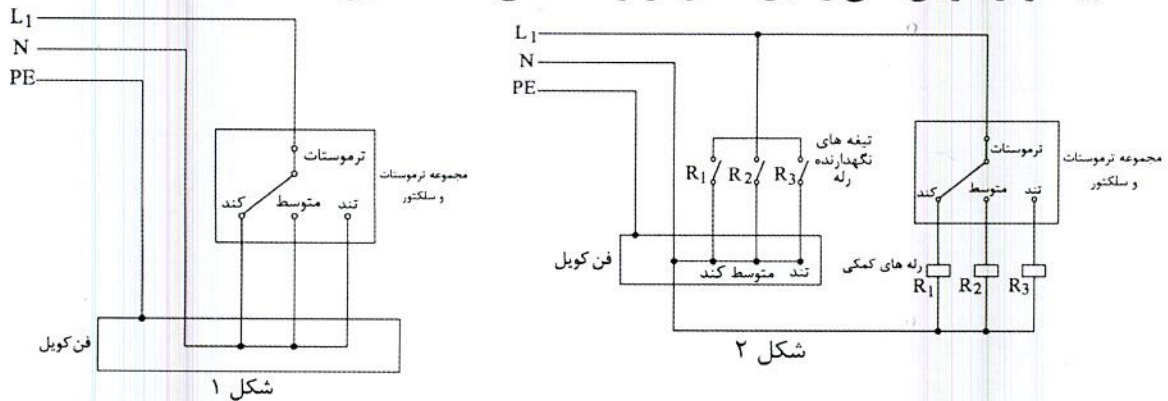 L1
N
PE
ترموستات
کند
متوسط
تند
مجموعه ترموستات
و سلکتور
فن کویل
شکل ۱
L1
N
PE
تیغه های
نگهدارنده
رله
R1
R2
R3
فن کویل
کند
متوسط
تند
ترموستات
کند
متوسط
تند
مجموعه ترموستات
و سلکتور
رله های کمکی
R1
R2
R3
شکل ۲